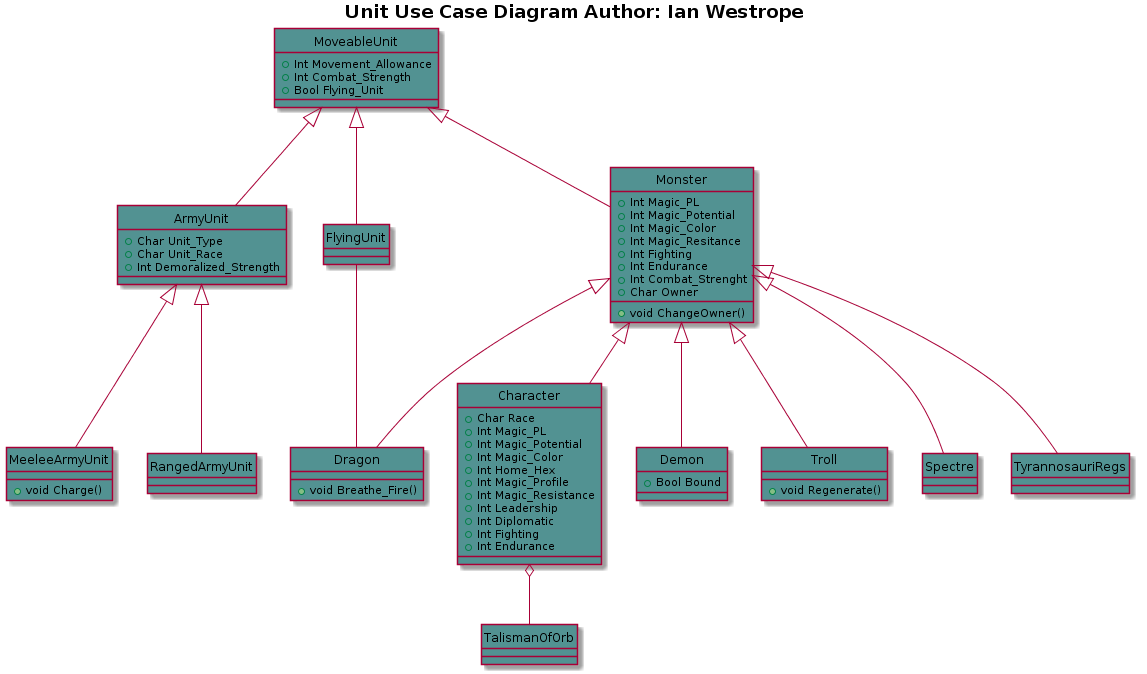 Unit Use Case Diagram Author: Ian Westrope
MoveableUnit
Int Movement_Allowance
Int Combat_Strength
Bool Flying_Unit
Monster
Int Magic_PL
Int Magic_Potential
Int Magic_Color
Int Magic_Resitance
Int Fighting
Int Endurance
Int Combat_Strenght
Char Owner
void ChangeOwner()
ArmyUnit
Char Unit_Type
Char Unit_Race
Int Demoralized_Strength
FlyingUnit
MeeleeArmyUnit
void Charge()
RangedArmyUnit
Dragon
void Breathe_Fire()
Character
Char Race
Int Magic_PL
Int Magic_Potential
Int Magic_Color
Int Home_Hex
Int Magic_Profile
Int Magic_Resistance
Int Leadership
Int Diplomatic
Int Fighting
Int Endurance
Demon
Bool Bound
Troll
void Regenerate()
Spectre
TyrannosauriRegs
TalismanOfOrb